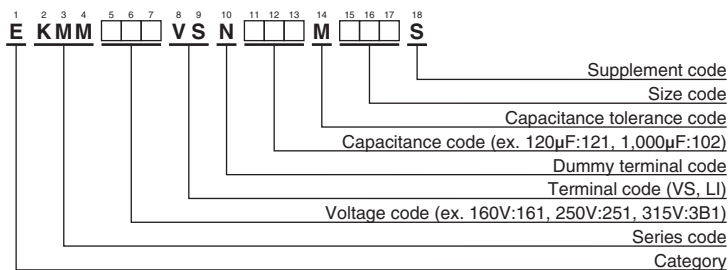 1 2 3 4 5 6 7 8 9 10 11 12 13 14 15 16 17 18
E KMM VS N M S
Supplement code
Size code
Capacitance tolerance code
Capacitance code (ex. 120µF:121, 1,000µF:102)
Dummy terminal code
Terminal code (VS, LI)
Voltage code (ex. 160V:161, 250V:251, 315V:3B1)
Series code
Category